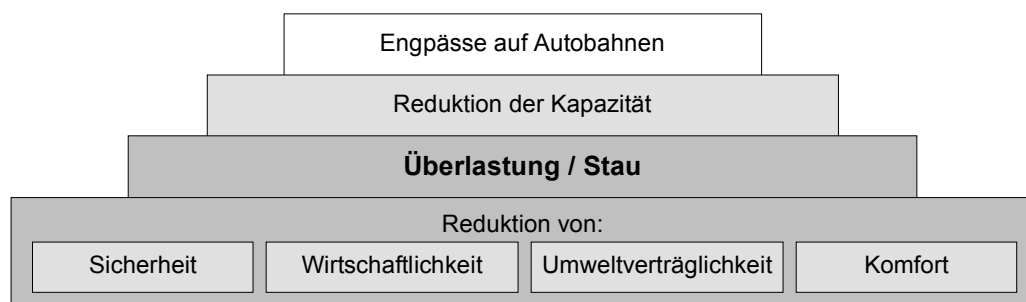 Engpässe auf Autobahnen
Reduktion der Kapazität
Überlastung / Stau
Reduktion von:
Sicherheit
Wirtschaftlichkeit
Umweltverträglichkeit
Komfort